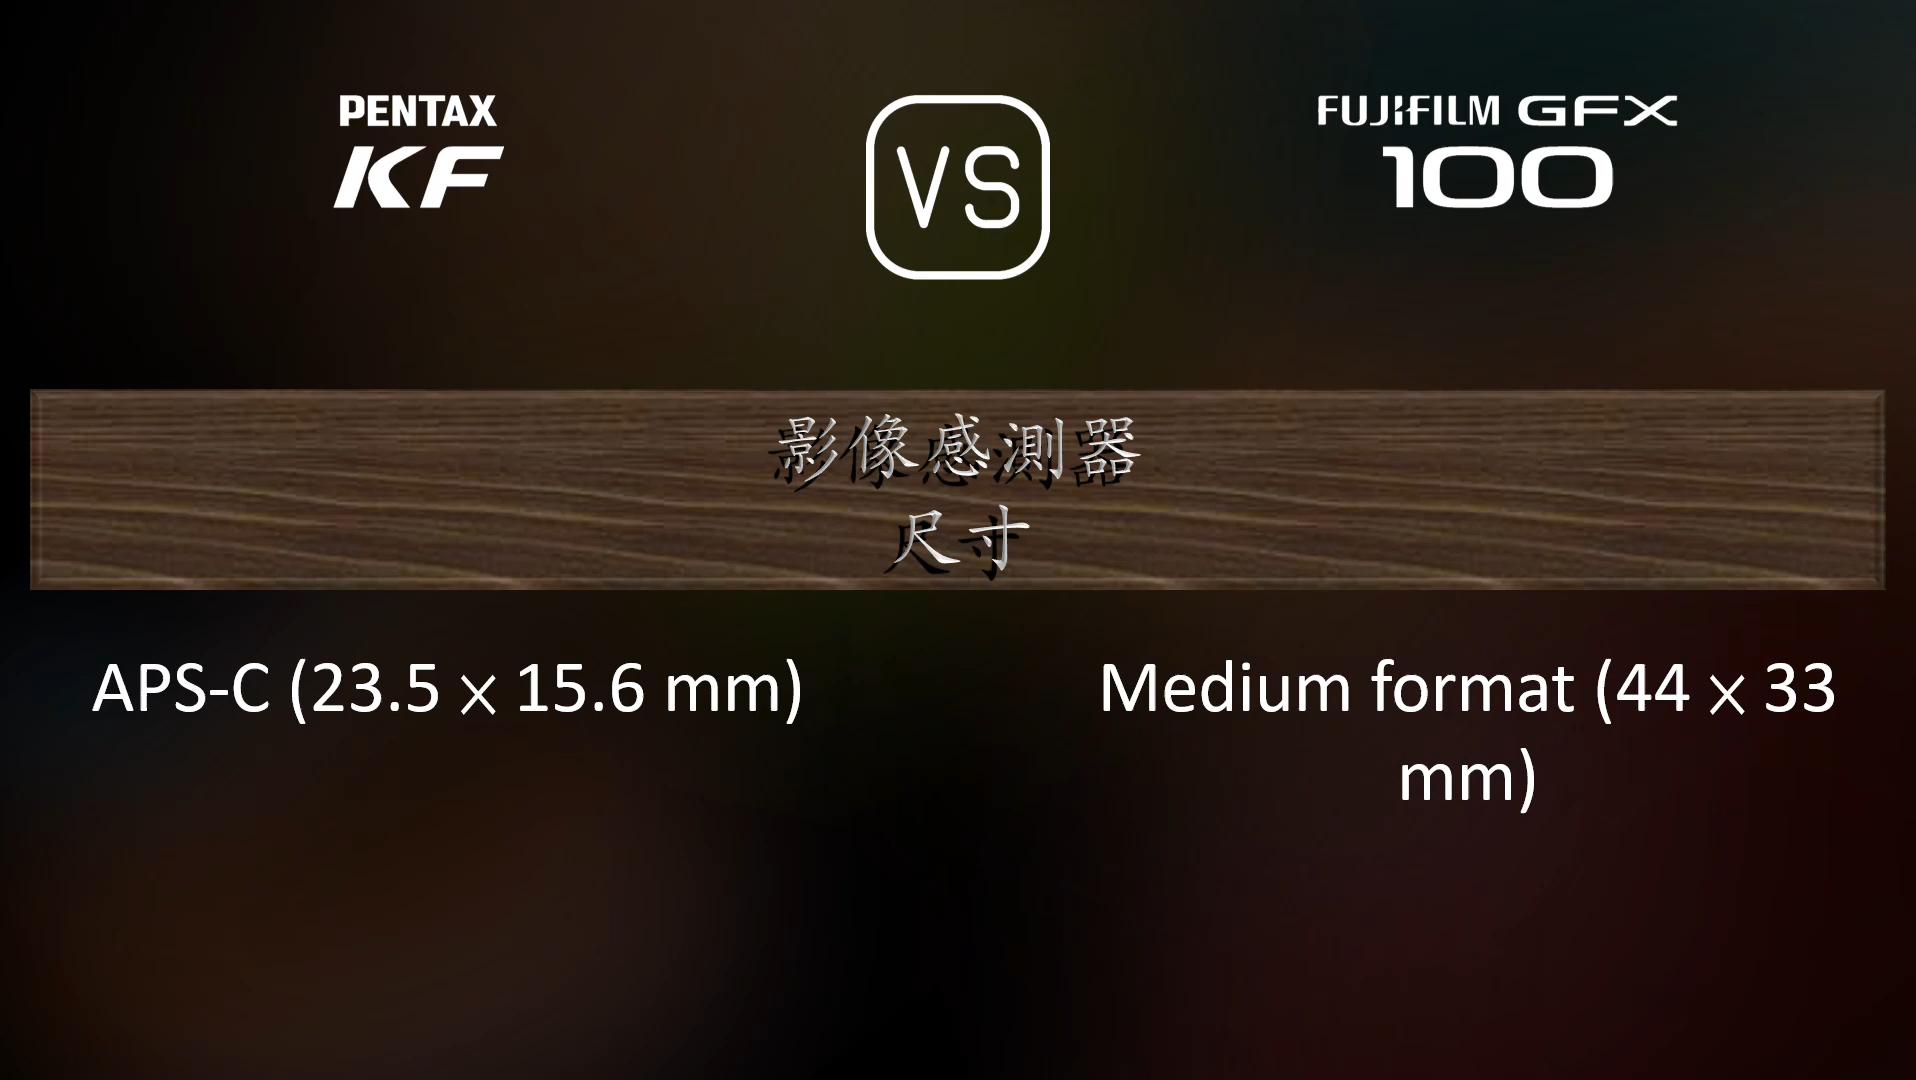 PENTAX
KF
VS
FUJIFILM GFX
100
影像感測器
尺寸
APS-C (23.5 x 15.6 mm)
Medium format (44 x 33
mm)